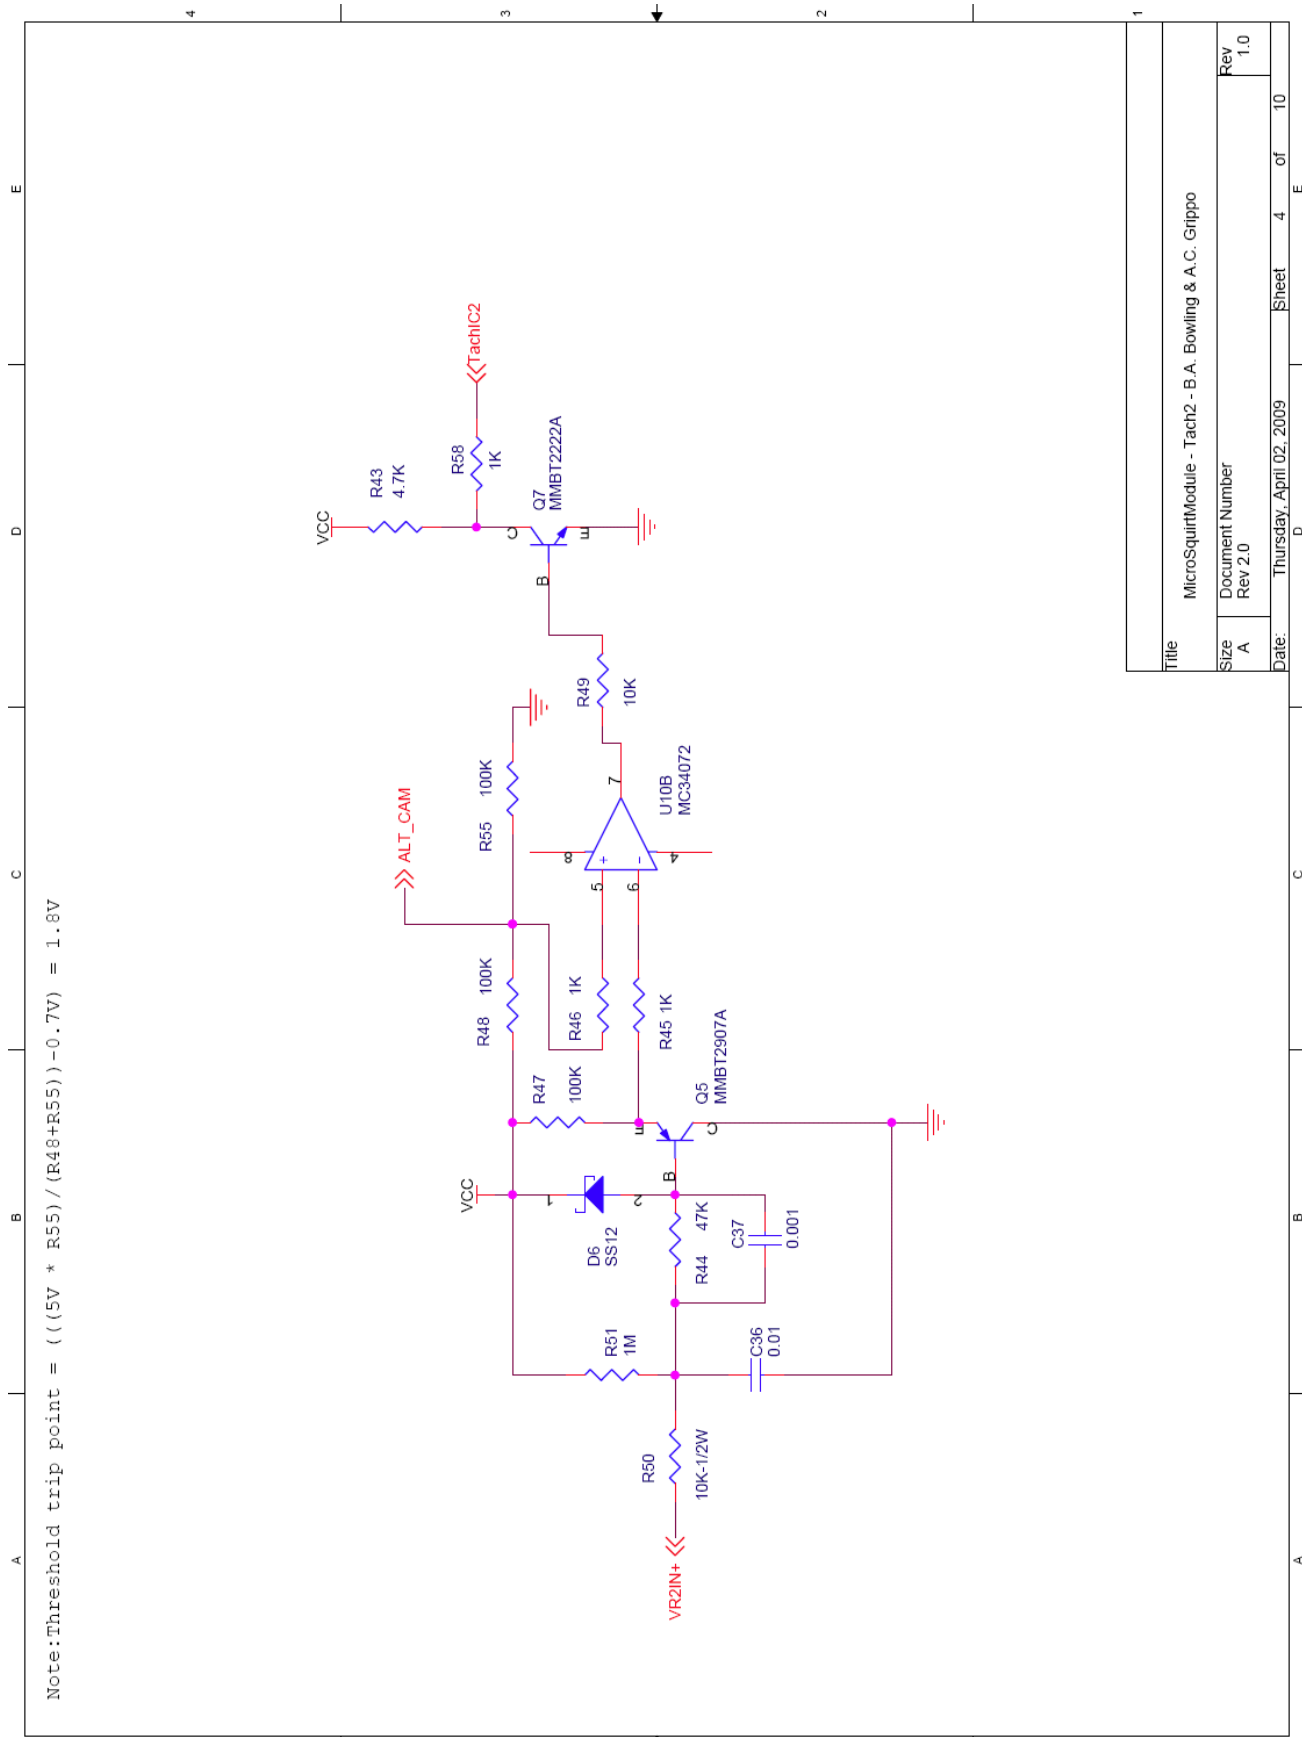 Note:Threshold trip point = (((5V * R55)/(R48+R55))-0.7V) = 1.8V
A
B
C
D
E
4
3
2
1
VCC
R43
4.7K
TachIC2
R58
1K
C
Q7
MMBT2222A
B
E
ALT_CAM
R48
100K
R55
100K
VCC
R47
100K
R46
1K
5
+
8
7
R49
10K
6
-
4
U10B
MC34072
R45 1K
1
D6
SS12
2
E
Q5
MMBT2907A
B
C
R51
1M
R44
47K
C37
0.001
C36
0.01
VR2IN+
R50
10K-1/2W
Title
MicroSquirtModule - Tach2 - B.A. Bowling & A.C. Grippo
Size
A
Document Number
Rev 2.0
Rev
1.0
Date:
Thursday, April 02, 2009
Sheet
4
of
10
A
B
C
D
E